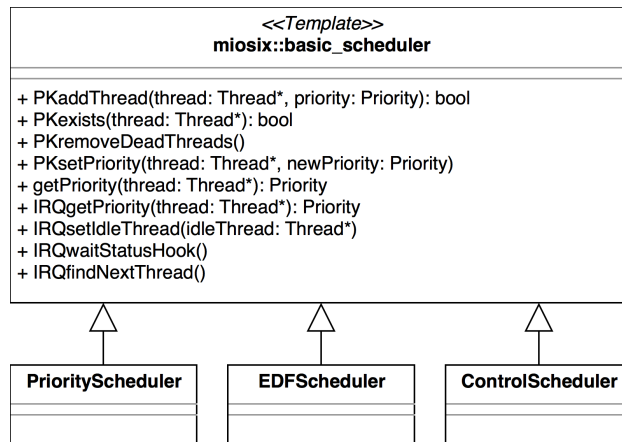 <<Template>>
miosix::basic_scheduler
+ PKaddThread(thread: Thread*, priority: Priority): bool
+ PKexists(thread: Thread*): bool
+ PKremoveDeadThreads()
+ PKsetPriority(thread: Thread*, newPriority: Priority)
+ getPriority(thread: Thread*): Priority
+ IRQgetPriority(thread: Thread*): Priority
+ IRQsetIdleThread(idleThread: Thread*)
+ IRQwaitStatusHook()
+ IRQfindNextThread()
PriorityScheduler
EDFScheduler
ControlScheduler